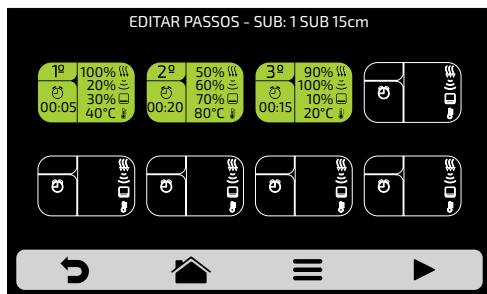 EDITAR PASSOS - SUB: 1 SUB 15cm
1º 100%
20%
30%
00:05 40°C
2º 50%
60%
70%
00:20 80°C
3º 90%
100%
10%
00:15 20°C